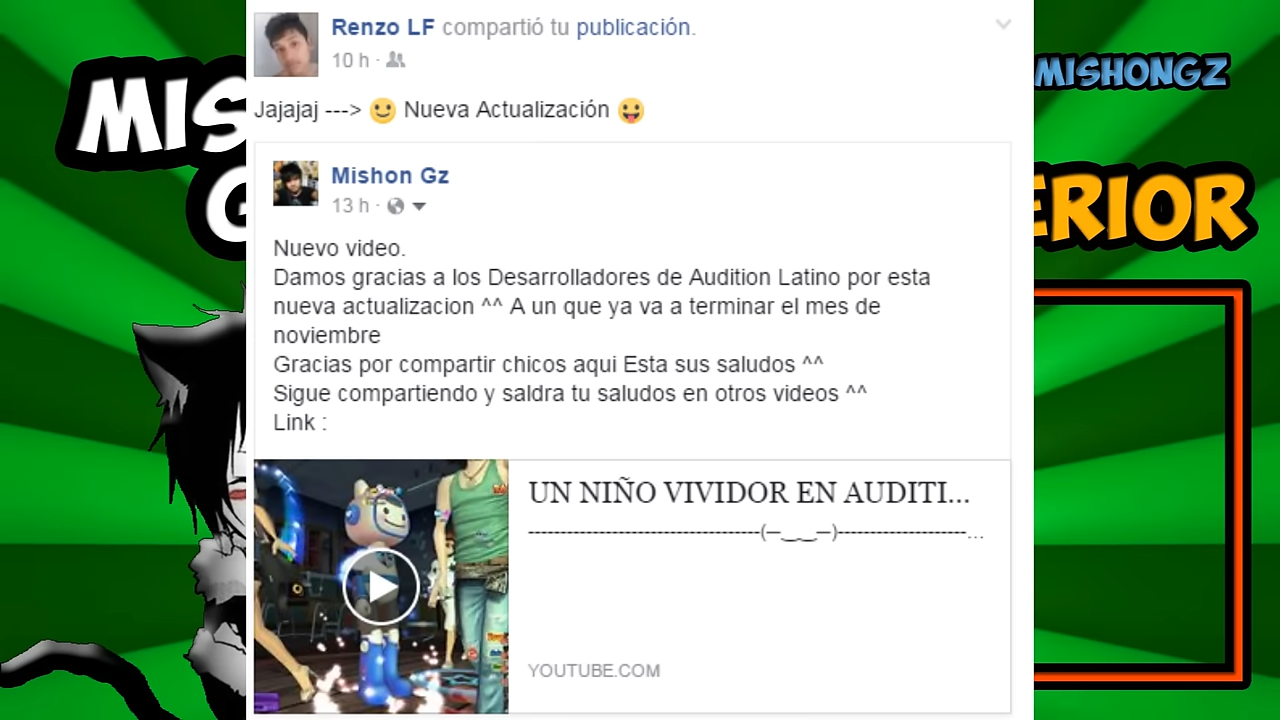 Renzo LF compartió tu publicación.
10 h ·
Jajajaj ---> 🙂 Nueva Actualización 😛
Mishon Gz
13 h ·
Nuevo video.
Damos gracias a los Desarrolladores de Audition Latino por esta
nueva actualizacion ^^ A un que ya va a terminar el mes de
noviembre
Gracias por compartir chicos aqui Esta sus saludos ^^
Sigue compartiendo y saldra tu saludos en otros videos ^^
Link :
UN NIÑO VIVIDOR EN AUDITI...
-------------------------------------(─‿‿─)---------------------...
YOUTUBE.COM
MIS
G
MISHONGZ
ERIOR